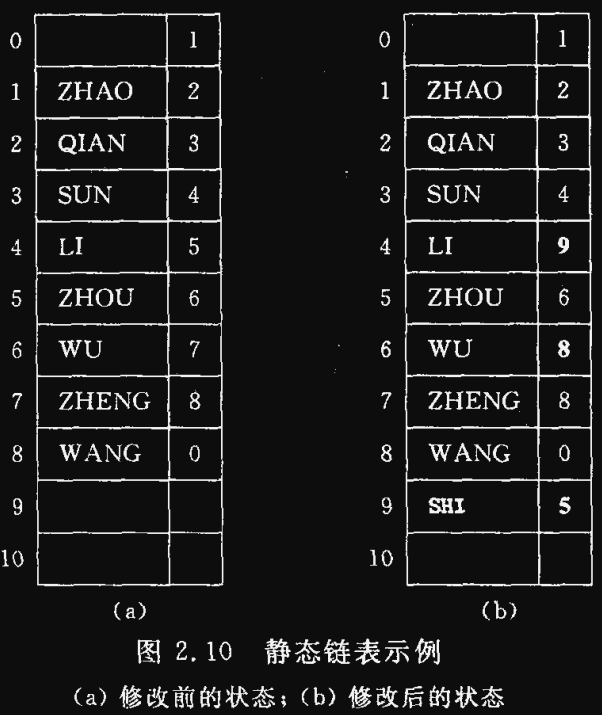 0 1 0 1
1 ZHAO 2 1 ZHAO 2
2 QIAN 3 2 QIAN 3
3 SUN 4 3 SUN 4
4 LI 5 4 LI 9
5 ZHOU 6 5 ZHOU 6
6 WU 7 6 WU 8
7 ZHENG 8 7 ZHENG 8
8 WANG 0 8 WANG 0
9 9 SHI 5
10 10
(a) (b)
图 2.10 静态链表示例
(a) 修改前的状态; (b) 修改后的状态